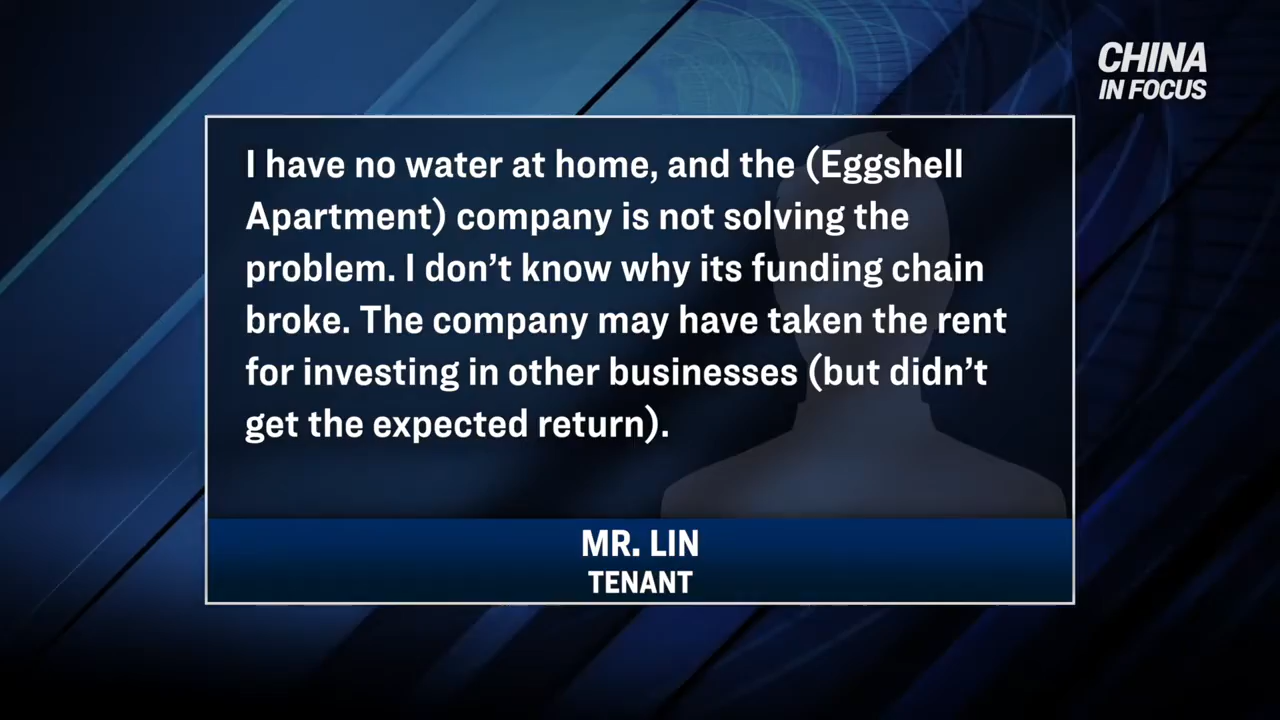 CHINA
IN FOCUS
I have no water at home, and the (Eggshell
Apartment) company is not solving the
problem. I don’t know why its funding chain
broke. The company may have taken the rent
for investing in other businesses (but didn’t
get the expected return).
MR. LIN
TENANT